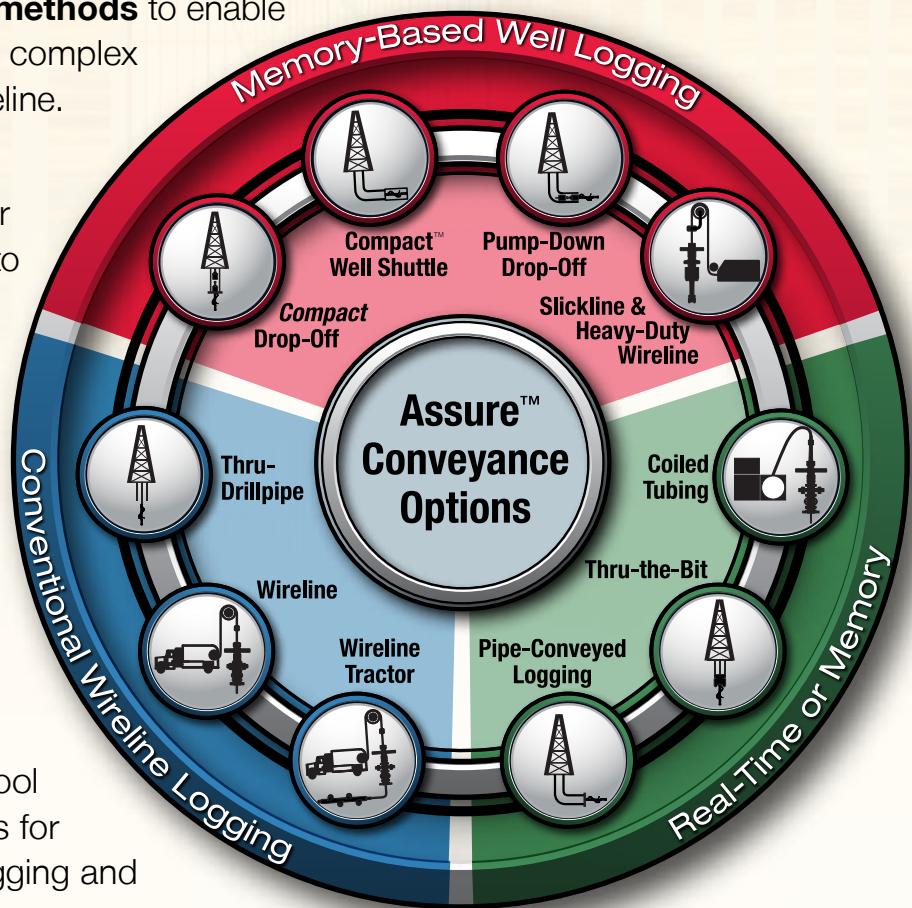 methods to enable
complex
eline.
r
to
Memory-Based Well Logging
Compact™
Well Shuttle
Pump-Down
Drop-Off
Compact
Drop-Off
Slickline &
Heavy-Duty
Wireline
Assure™
Conveyance
Options
Thru-
Drillpipe
Coiled
Tubing
Wireline
Thru-the-Bit
Wireline
Tractor
Pipe-Conveyed
Logging
Conventional Wireline Logging
Real-Time or Memory
ool
s for
gging and